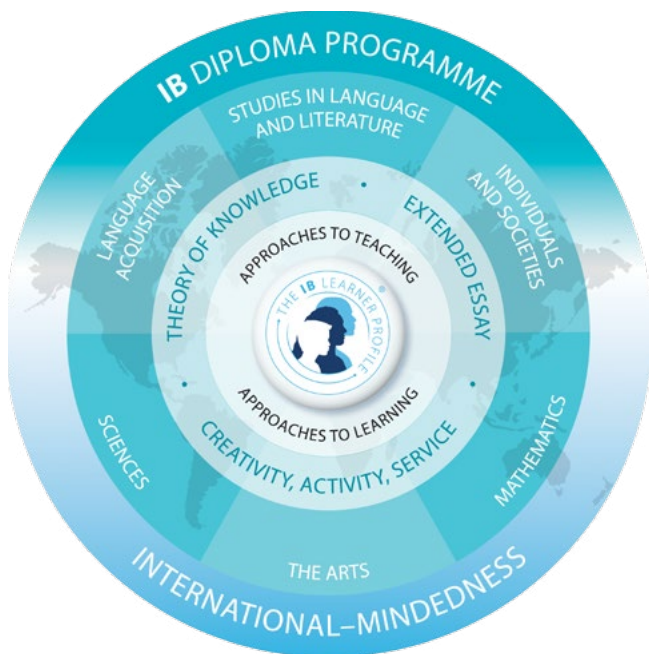 IB DIPLOMA PROGRAMME
STUDIES IN LANGUAGE
AND LITERATURE
LANGUAGE
ACQUISITION
INDIVIDUALS
AND SOCIETIES
THEORY OF KNOWLEDGE
•
EXTENDED ESSAY
APPROACHES TO TEACHING
THE IB LEARNER PROFILE
®
APPROACHES TO LEARNING
•
CREATIVITY, ACTIVITY, SERVICE
•
SCIENCES
MATHEMATICS
THE ARTS
INTERNATIONAL–MINDEDNESS